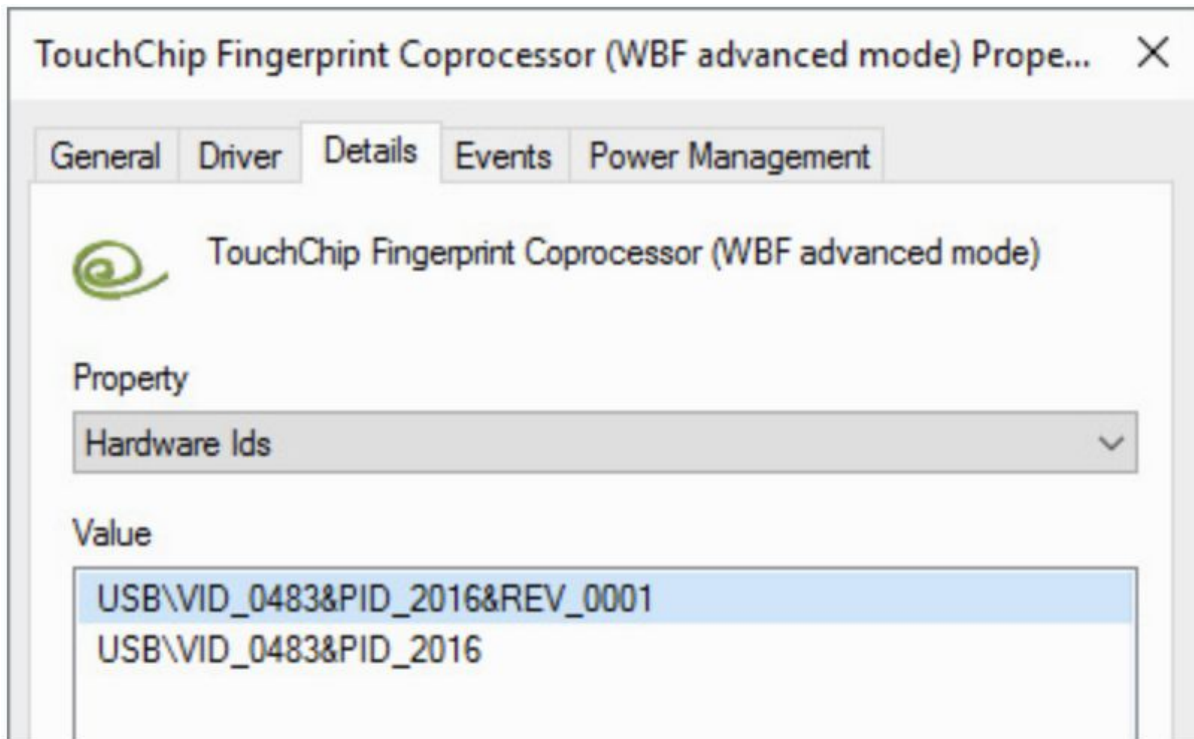 TouchChip Fingerprint Coprocessor (WBF advanced mode) Prope...
General Driver Details Events Power Management
TouchChip Fingerprint Coprocessor (WBF advanced mode)
Property
Hardware Ids
Value
USB\VID_0483&PID_2016&REV_0001
USB\VID_0483&PID_2016